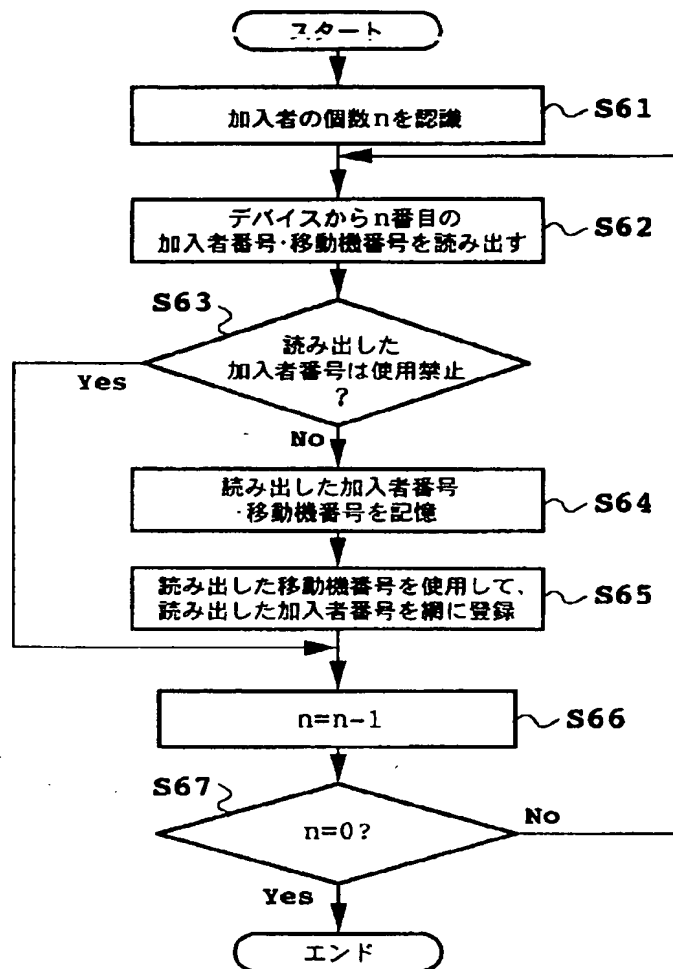 スタート
加入者の個数nを認識
S61
デバイスからn番目の
加入者番号・移動機番号を読み出す
S62
S63
読み出した
加入者番号は使用禁止
?
Yes
No
読み出した加入者番号
・移動機番号を記憶
S64
読み出した移動機番号を使用して、
読み出した加入者番号を網に登録
S65
n=n-1
S66
S67
n=0?
No
Yes
エンド